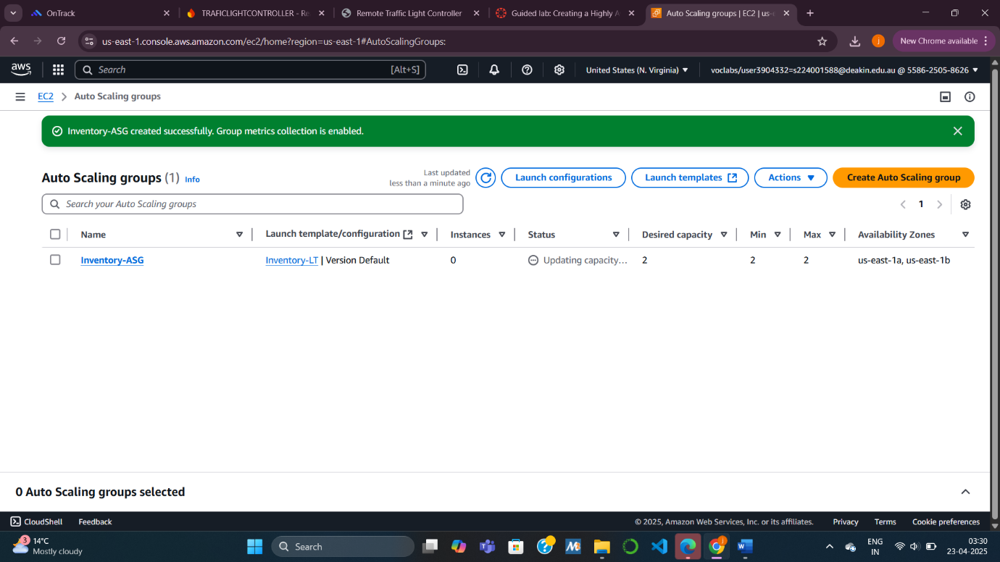 OnTrack
TRAFICLIGHTCONTROLLER - Re
Remote Traffic Light Controller
Guided lab: Creating a Highly A
Auto Scaling groups | EC2 | us-e
us-east-1.console.aws.amazon.com/ec2/home?region=us-east-1#AutoScalingGroups:
j
New Chrome available
aws
Search
[Alt+S]
United States (N. Virginia)
voclabs/user3904332=s224001588@deakin.edu.au @ 5586-2505-8626
EC2
Auto Scaling groups
Inventory-ASG created successfully. Group metrics collection is enabled.
Auto Scaling groups (1) Info
Last updated
less than a minute ago
Launch configurations
Launch templates
Actions
Create Auto Scaling group
Search your Auto Scaling groups
1
Name
Launch template/configuration
Instances
Status
Desired capacity
Min
Max
Availability Zones
Inventory-ASG
Inventory-LT | Version Default
0
Updating capacity...
2
2
2
us-east-1a, us-east-1b
0 Auto Scaling groups selected
CloudShell
Feedback
© 2025, Amazon Web Services, Inc. or its affiliates.
Privacy
Terms
Cookie preferences
3
14°C
Mostly cloudy
Search
ENG
IN
03:30
23-04-2025